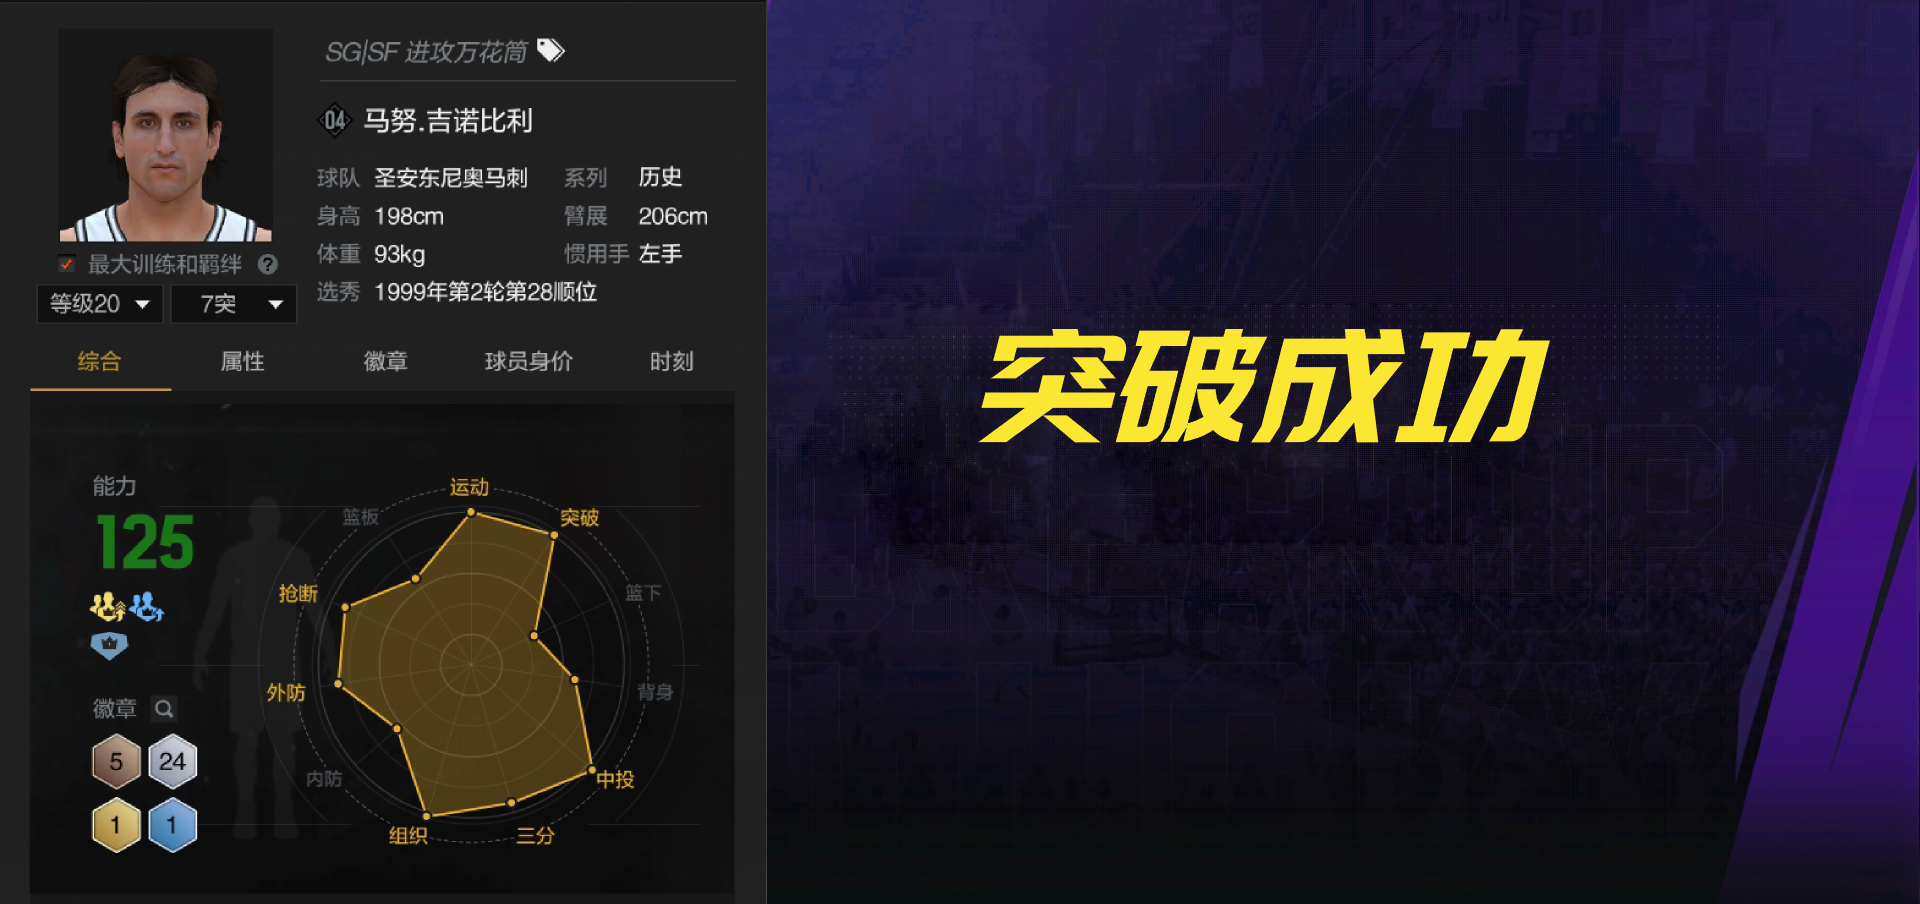 SG|SF 进攻万花筒
04 马努.吉诺比利
球队 圣安东尼奥马刺 系列 历史
身高 198cm 臂展 206cm
体重 93kg 惯用手 左手
选秀 1999年第2轮第28顺位
最大训练和羁绊 ?
等级20 7突
综合 属性 徽章 球员身价 时刻
能力
125
徽章
5 24
1 1
运动
突破
篮下
背身
中投
三分
组织
内防
外防
抢断
篮板
突破成功